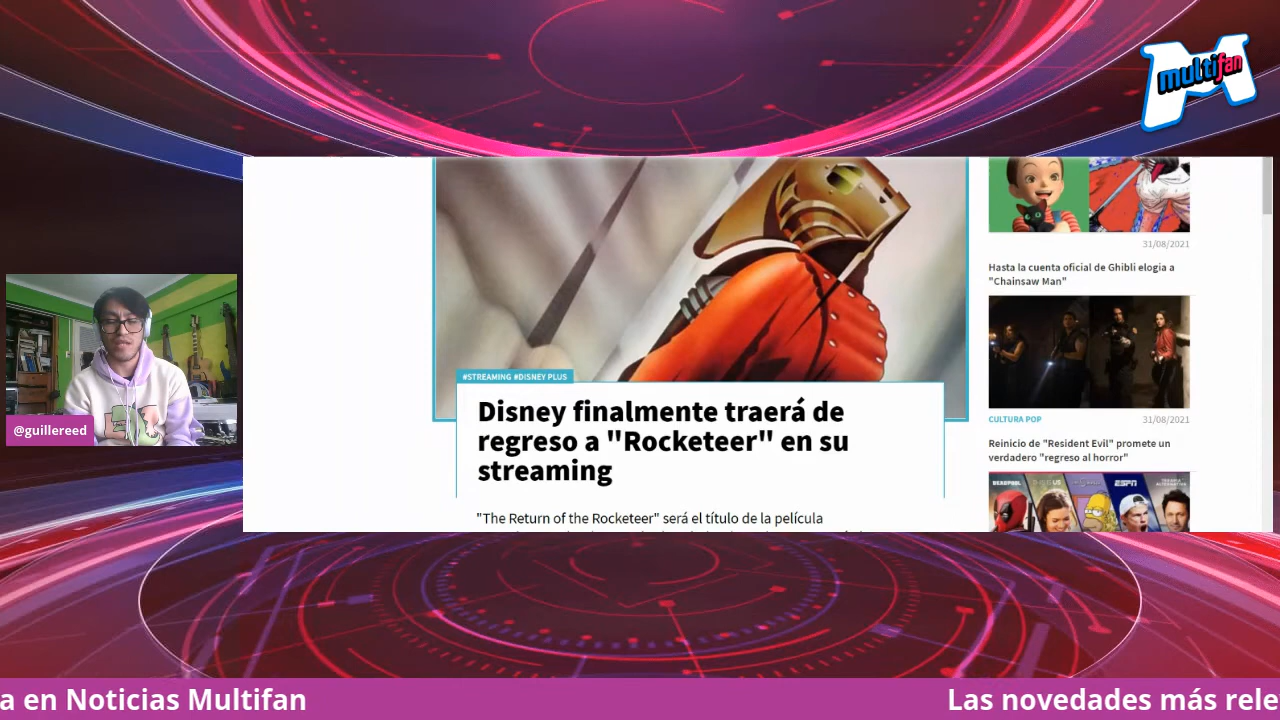 multifan
31/08/2021
Hasta la cuenta oficial de Ghibli elogia a
"Chainsaw Man"
#STREAMING #DISNEY PLUS
Disney finalmente traerá de
regreso a "Rocketeer" en su
streaming
"The Return of the Rocketeer" será el título de la película
CULTURA POP
31/08/2021
Reinicio de "Resident Evil" promete un
verdadero "regreso al horror"
DEADPOOL
ESPN
@guillereed
a en Noticias Multifan
Las novedades más rele